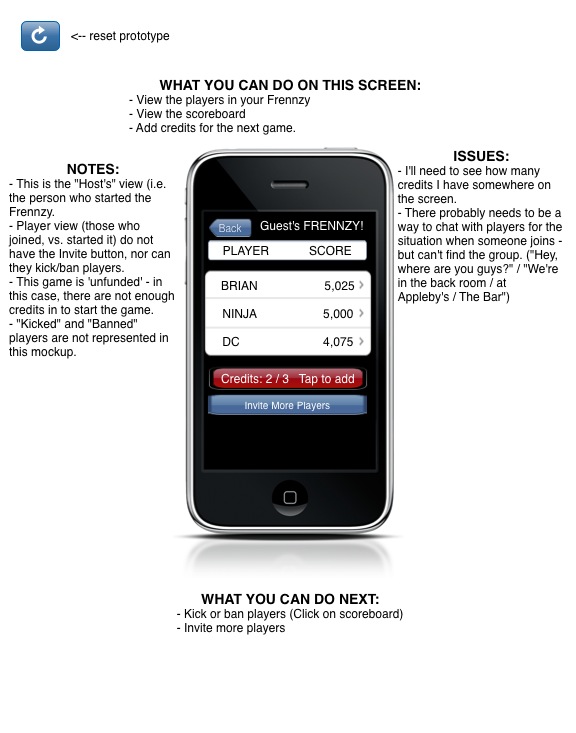 <-- reset prototype
WHAT YOU CAN DO ON THIS SCREEN:
- View the players in your Frennzy
- View the scoreboard
- Add credits for the next game.
NOTES:
- This is the "Host's" view (i.e.
the person who started the
Frenzy.
- Player view (those who
joined, vs. started it) do not
have the Invite button, nor can
they kick/ban players.
- This game is 'unfunded' - in
this case, there are not enough
credits in to start the game.
- "Kicked" and "Banned"
players are not represented in
this mockup.
Back
Guest's FRENNZY!
PLAYER SCORE
BRIAN 5,025
NINJA 5,000
DC 4,075
Credits: 2 / 3 Tap to add
Invite More Players
ISSUES:
- I'll need to see how many
credits I have somewhere on
the screen.
- There probably needs to be a
way to chat with players for the
situation when someone joins -
but can't find the group. ("Hey,
where are you guys?" / "We're
in the back room / at
Appleby's / The Bar")
WHAT YOU CAN DO NEXT:
- Kick or ban players (Click on scoreboard)
- Invite more players